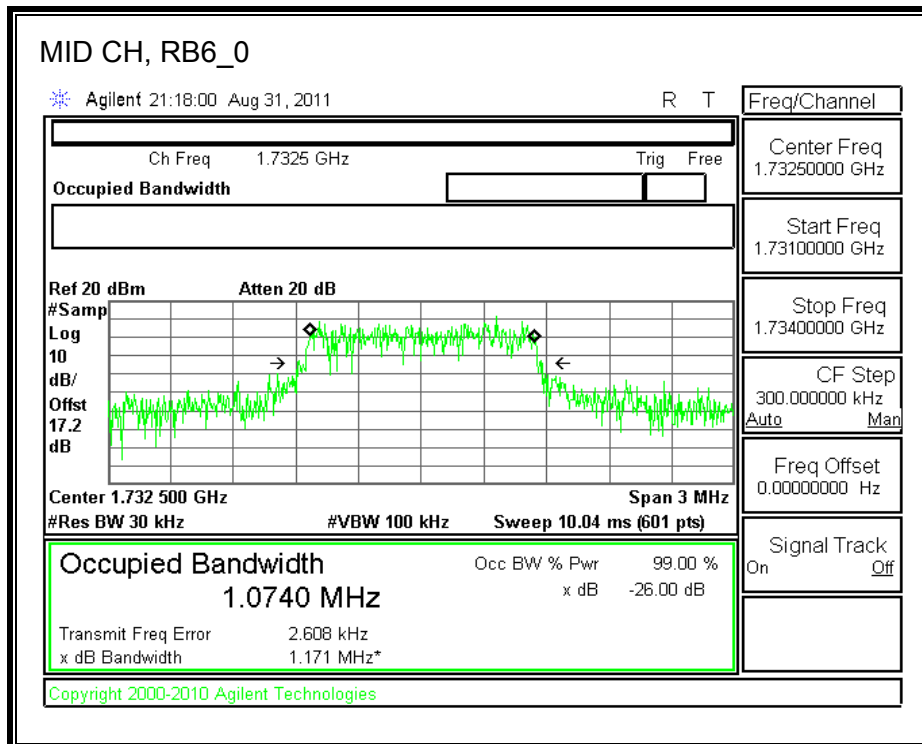 MID CH, RB6_0
Agilent 21:18:00 Aug 31, 2011 R T
Ch Freq 1.7325 GHz Trig Free
Occupied Bandwidth
Ref 20 dBm Atten 20 dB
#Samp
Log
10
dB/
Offst
17.2
dB
Center 1.732 500 GHz Span 3 MHz
#Res BW 30 kHz #VBW 100 kHz Sweep 10.04 ms (601 pts)
Occupied Bandwidth
1.0740 MHz
Occ BW % Pwr 99.00 %
x dB -26.00 dB
Transmit Freq Error 2.608 kHz
x dB Bandwidth 1.171 MHz*
Copyright 2000-2010 Agilent Technologies
Freq/Channel
Center Freq
1.73250000 GHz
Start Freq
1.73100000 GHz
Stop Freq
1.73400000 GHz
CF Step
300.000000 kHz
Auto Man
Freq Offset
0.00000000 Hz
Signal Track
On Off